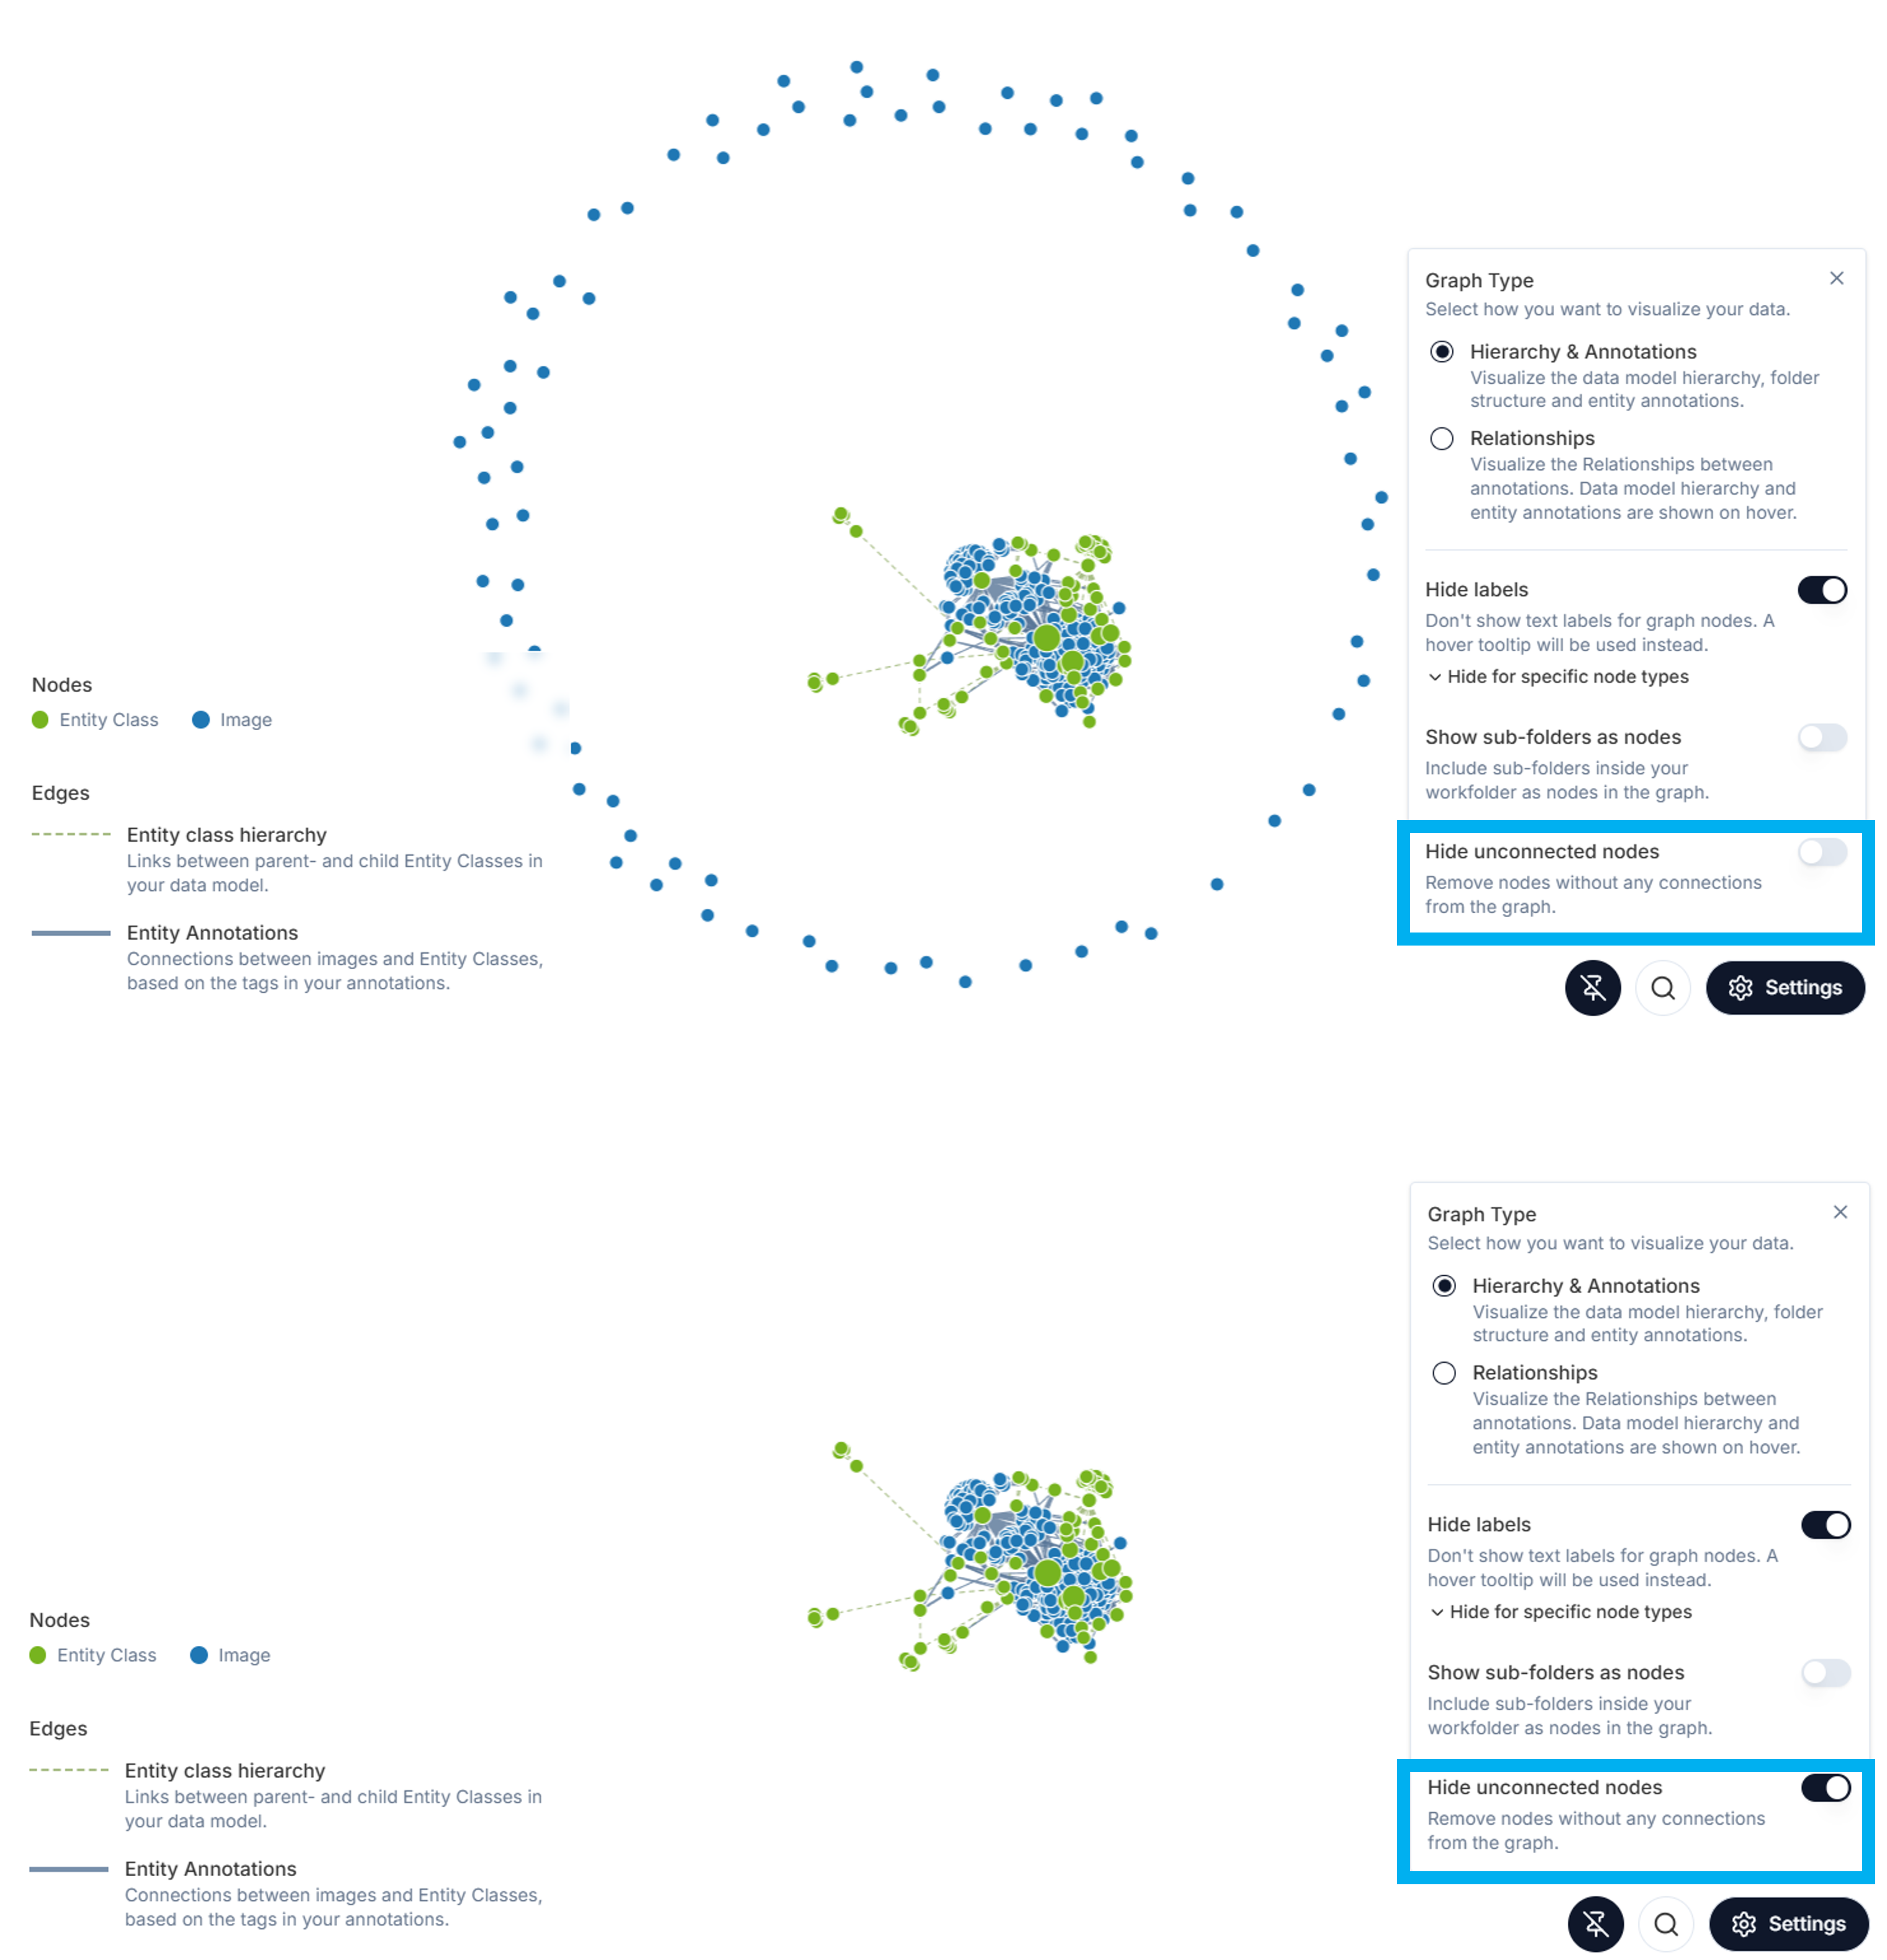 Graph Type
Select how you want to visualize your data.
Hierarchy & Annotations
Visualize the data model hierarchy, folder
structure and entity annotations.
Relationships
Visualize the Relationships between
annotations. Data model hierarchy and
entity annotations are shown on hover.
Hide labels
Don't show text labels for graph nodes. A
hover tooltip will be used instead.
Hide for specific node types
Show sub-folders as nodes
Include sub-folders inside your
workfolder as nodes in the graph.
Hide unconnected nodes
Remove nodes without any connections
from the graph.
Settings
Nodes
Entity Class
Image
Edges
Entity class hierarchy
Links between parent- and child Entity Classes in
your data model.
Entity Annotations
Connections between images and Entity Classes,
based on the tags in your annotations.
Graph Type
Select how you want to visualize your data.
Hierarchy & Annotations
Visualize the data model hierarchy, folder
structure and entity annotations.
Relationships
Visualize the Relationships between
annotations. Data model hierarchy and
entity annotations are shown on hover.
Hide labels
Don't show text labels for graph nodes. A
hover tooltip will be used instead.
Hide for specific node types
Show sub-folders as nodes
Include sub-folders inside your
workfolder as nodes in the graph.
Hide unconnected nodes
Remove nodes without any connections
from the graph.
Settings
Nodes
Entity Class
Image
Edges
Entity class hierarchy
Links between parent- and child Entity Classes in
your data model.
Entity Annotations
Connections between images and Entity Classes,
based on the tags in your annotations.